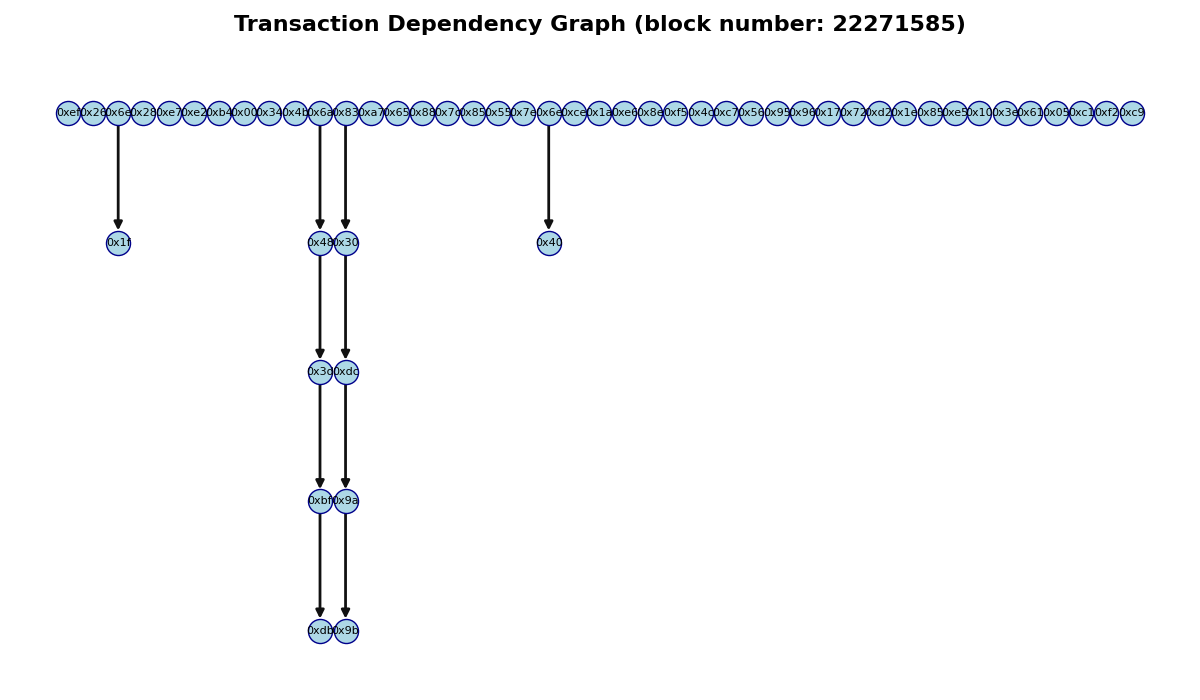 Transaction Dependency Graph (block number: 22271585)
0xef 0x26 0x6e 0x28 0xe7 0xe2 0xb4 0x00 0x34 0x4b 0x6a 0x83 0xa7 0x65 0x88 0x7c 0x85 0x55 0x7e 0x6e 0xce 0x1a 0xe6 0x8e 0xf5 0x4c 0xc7 0x56 0x95 0x96 0x17 0x72 0xd2 0x1e 0x85 0xe5 0x10 0x3e 0x61 0x05 0xc1 0xf2 0xc9
0x1f 0x48 0x30 0x40
0x3d 0xdc
0xbf 0x9a
0xdb 0x9b